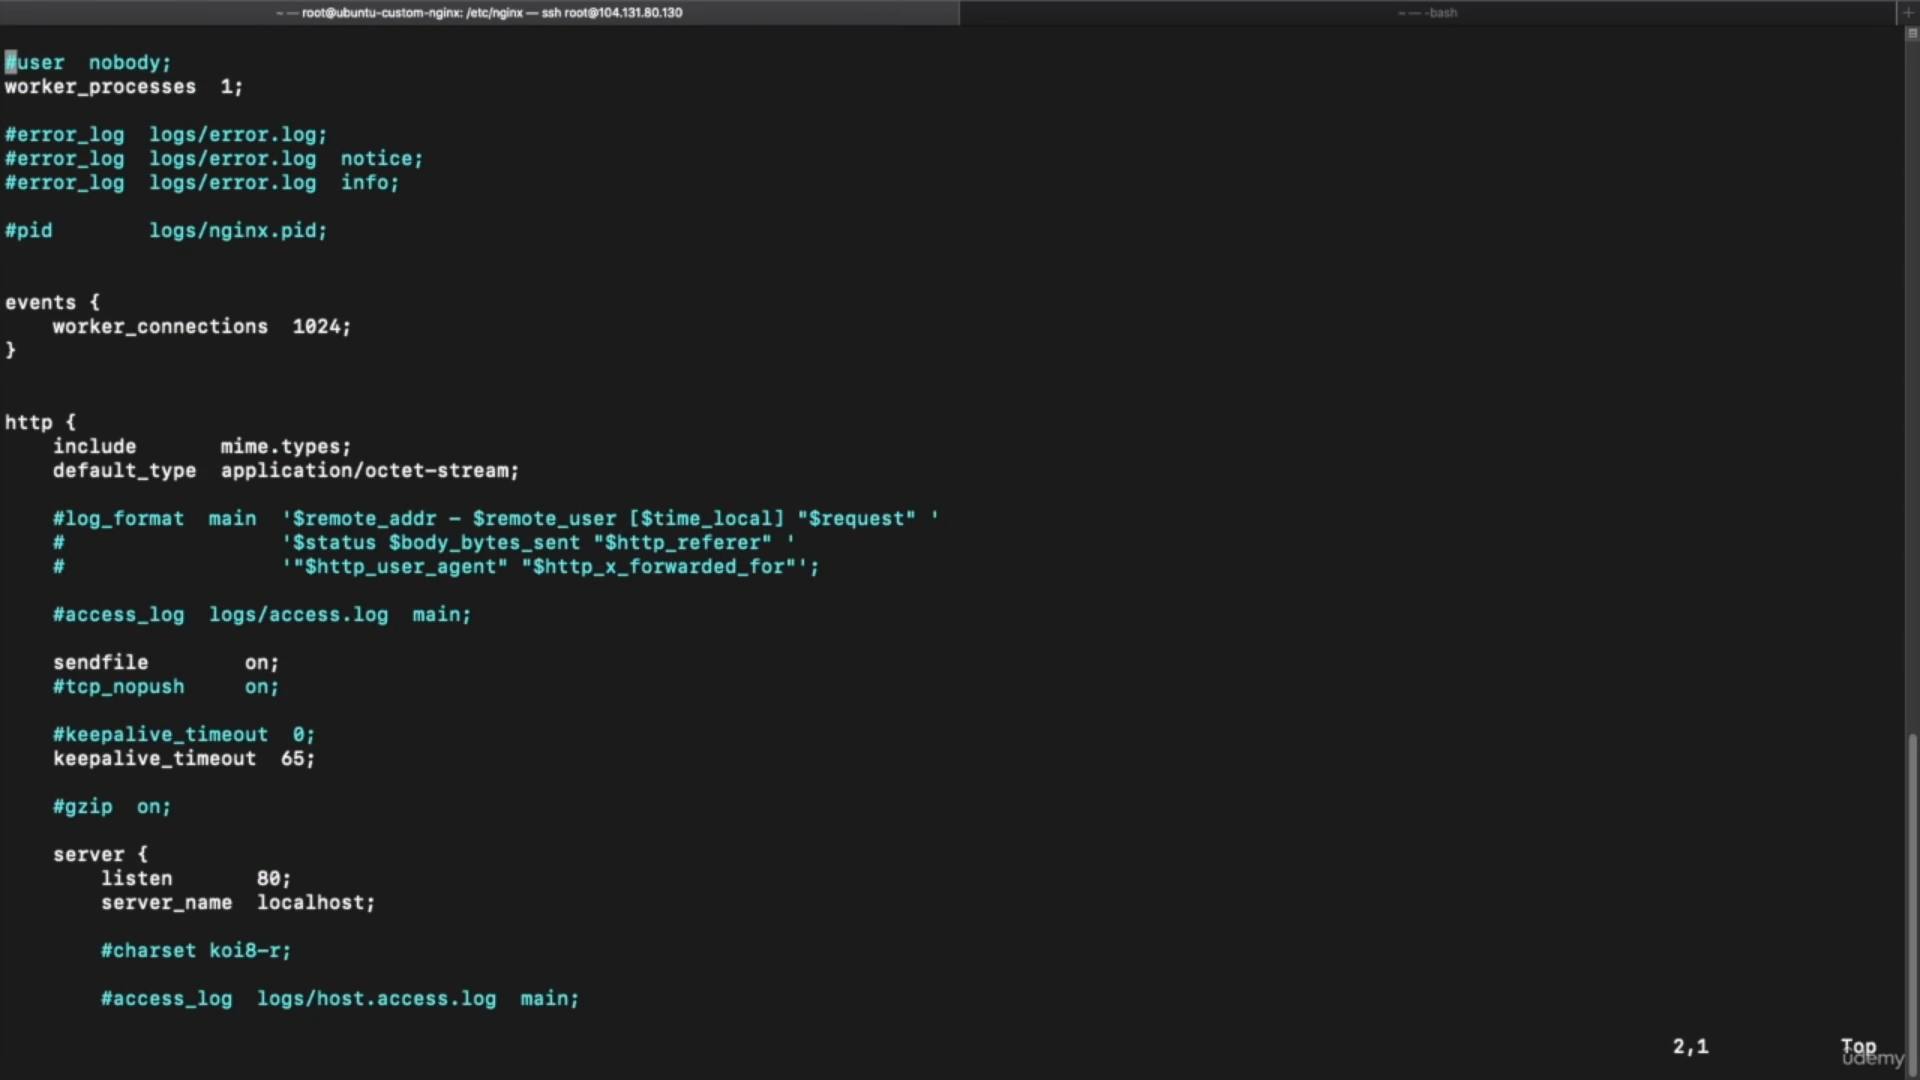 ~ — root@ubuntu-custom-nginx: /etc/nginx — ssh root@104.131.80.130
~ — -bash
#user  nobody;
worker_processes  1;
#error_log  logs/error.log;
#error_log  logs/error.log  notice;
#error_log  logs/error.log  info;
#pid        logs/nginx.pid;
events {
    worker_connections  1024;
}
http {
    include       mime.types;
    default_type  application/octet-stream;
    #log_format  main  '$remote_addr - $remote_user [$time_local] "$request" '
    #                  '$status $body_bytes_sent "$http_referer" '
    #                  '"$http_user_agent" "$http_x_forwarded_for"';
    #access_log  logs/access.log  main;
    sendfile        on;
    #tcp_nopush     on;
    #keepalive_timeout  0;
    keepalive_timeout  65;
    #gzip  on;
    server {
        listen       80;
        server_name  localhost;
        #charset koi8-r;
        #access_log  logs/host.access.log  main;
2,1           Top
ûdemy